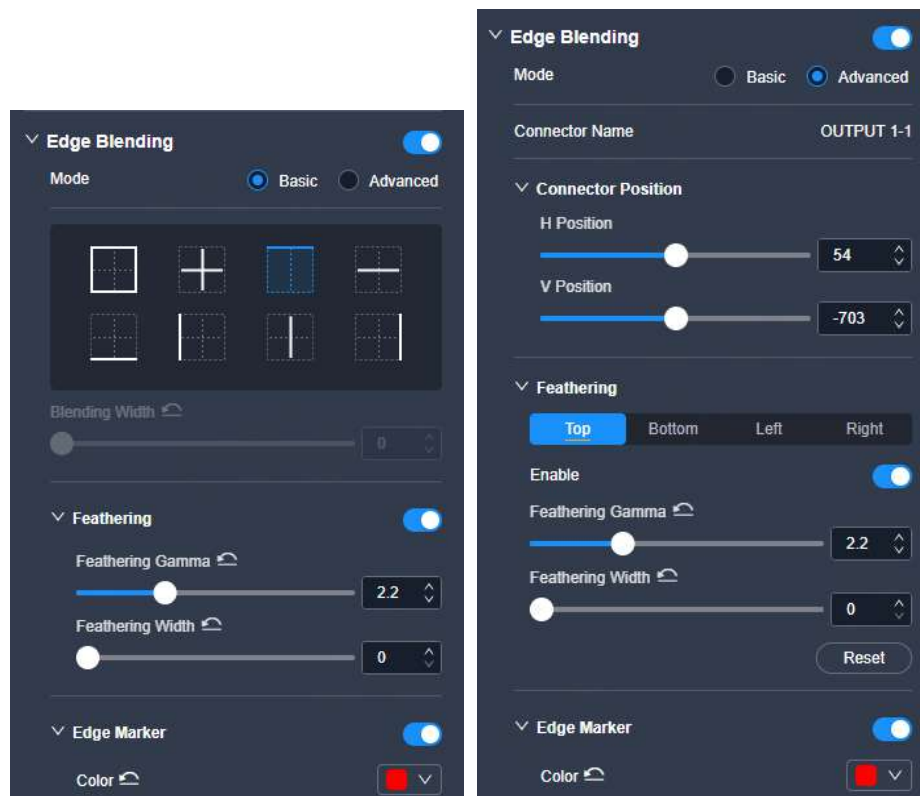 Edge Blending
Mode Basic Advanced
Blending Width
0
Feathering
Feathering Gamma
2.2
Feathering Width
0
Edge Marker
Color
Edge Blending
Mode Basic Advanced
Connector Name OUTPUT 1-1
Connector Position
H Position
54
V Position
-703
Feathering
Top Bottom Left Right
Enable
Feathering Gamma
2.2
Feathering Width
0
Reset
Edge Marker
Color